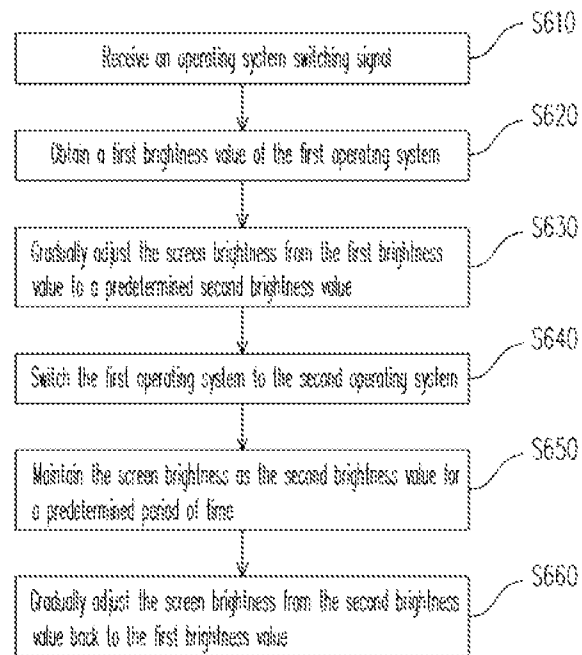 S610
Receive an operating system switching signal
S620
Obtain a first brightness value of the first operating system
S630
Gradually adjust the screen brightness from the first brightness
value to a predetermined second brightness value
S640
Switch the first operating system to the second operating system
S650
Maintain the screen brightness as the second brightness value for
a predetermined period of time
S660
Gradually adjust the screen brightness from the second brightness
value back to the first brightness value